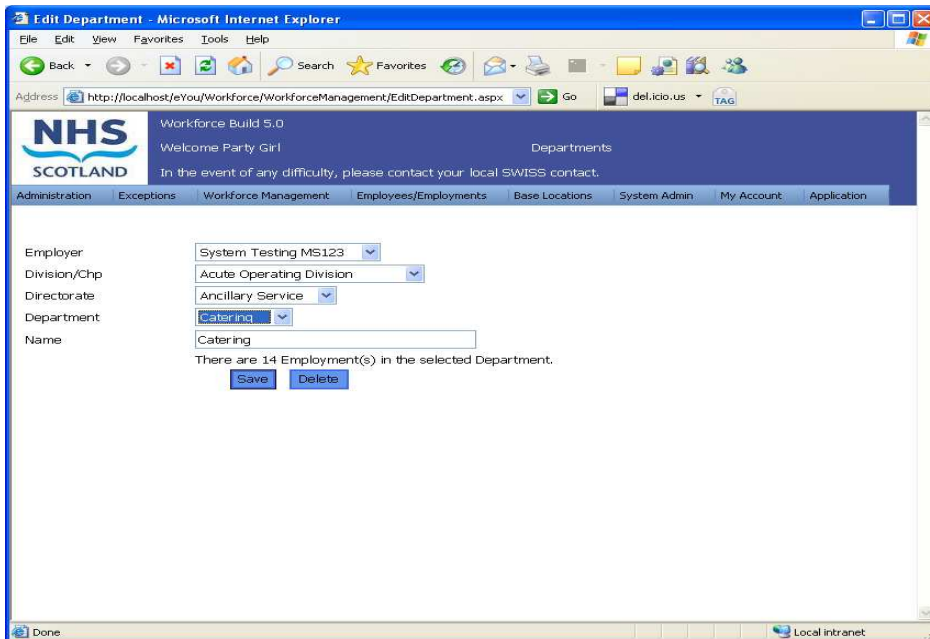 Edit Department - Microsoft Internet Explorer
File Edit View Favorites Tools Help
Back Search Favorites
Address http://localhost/eYou/Workforce/WorkforceManagement/EditDepartment.aspx Go del.icio.us TAG
NHS
SCOTLAND
Workforce Build 5.0
Welcome Party Girl Departments
In the event of any difficulty, please contact your local SWISS contact.
Administration Exceptions Workforce Management Employees/Employments Base Locations System Admin My Account Application
Employer System Testing MS123
Division/Chp Acute Operating Division
Directorate Ancillary Service
Department Catering
Name Catering
There are 14 Employment(s) in the selected Department.
Save Delete
Done Local intranet